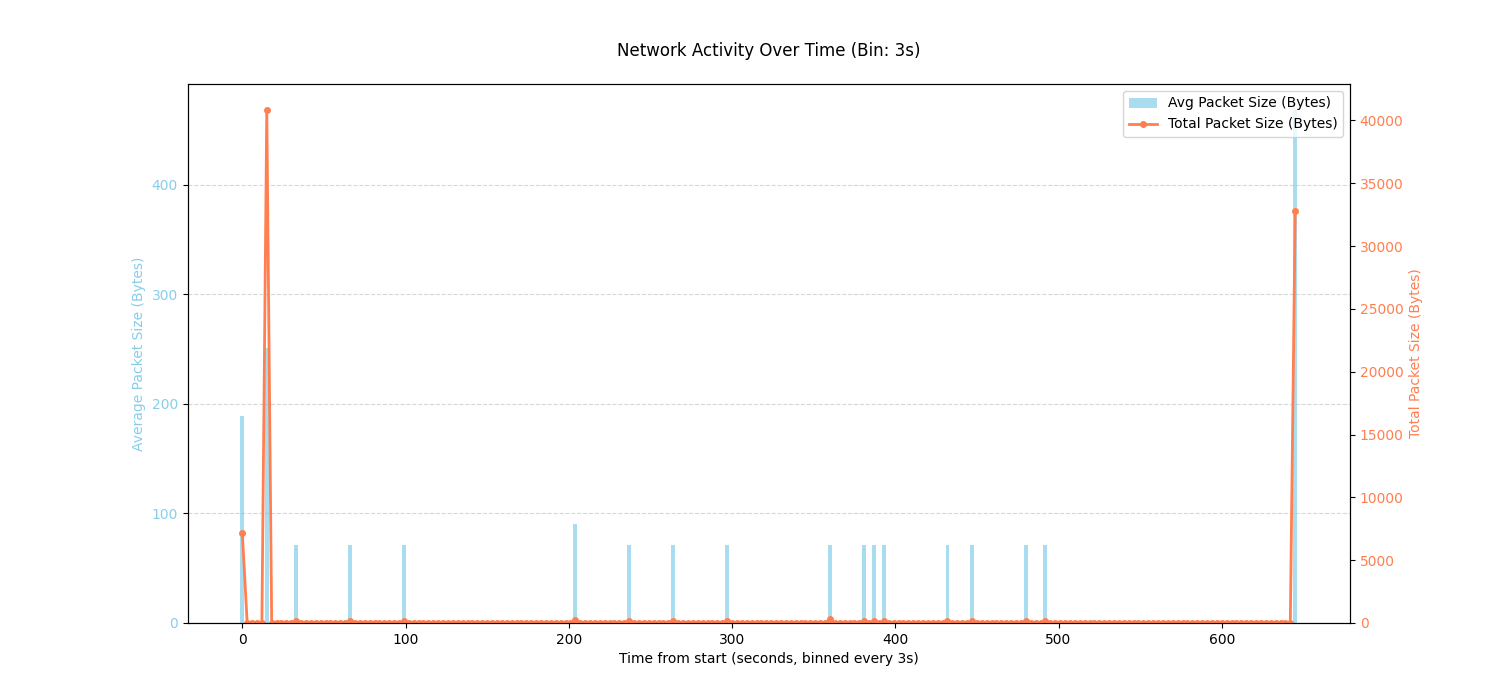 Network Activity Over Time (Bin: 3s)
Avg Packet Size (Bytes)
Total Packet Size (Bytes)
Average Packet Size (Bytes)
400
300
200
100
0
40000
35000
30000
25000
20000
15000
10000
5000
0
Total Packet Size (Bytes)
0 100 200 300 400 500 600
Time from start (seconds, binned every 3s)